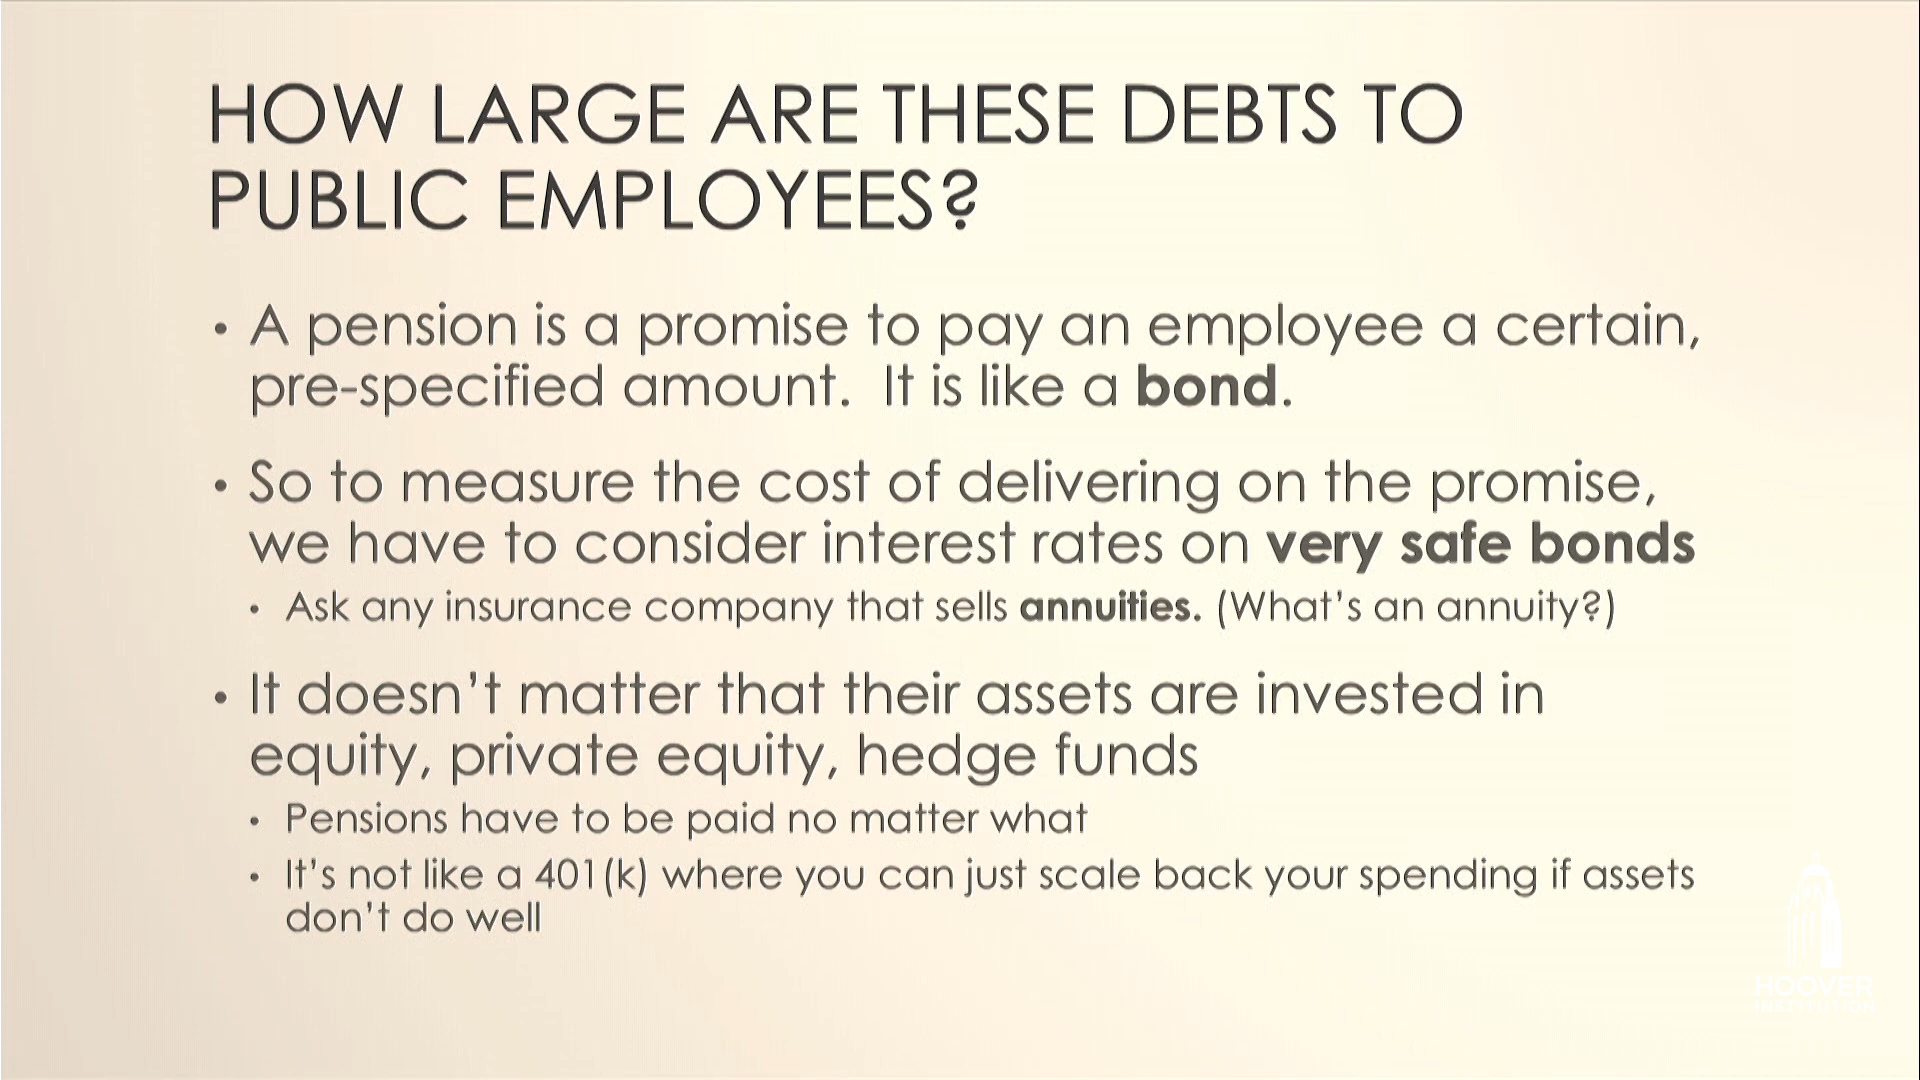 HOW LARGE ARE THESE DEBTS TO
PUBLIC EMPLOYEES?
• A pension is a promise to pay an employee a certain,
pre-specified amount.  It is like a bond.
• So to measure the cost of delivering on the promise,
we have to consider interest rates on very safe bonds
• Ask any insurance company that sells annuities. (What's an annuity?)
• It doesn't matter that their assets are invested in
equity, private equity, hedge funds
• Pensions have to be paid no matter what
• It's not like a 401(k) where you can just scale back your spending if assets
don't do well
HOOVER
INSTITUTION